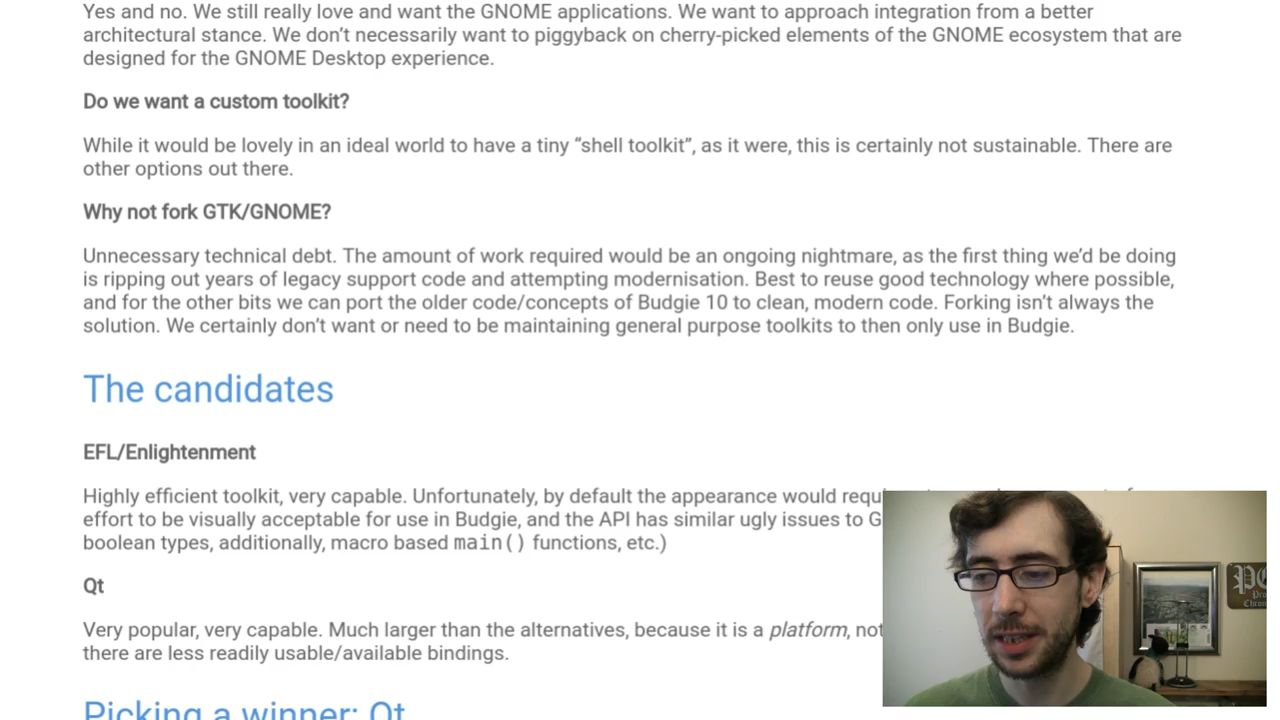 Yes and no. We still really love and want the GNOME applications. We want to approach integration from a better
architectural stance. We don’t necessarily want to piggyback on cherry-picked elements of the GNOME ecosystem that are
designed for the GNOME Desktop experience.
Do we want a custom toolkit?
While it would be lovely in an ideal world to have a tiny “shell toolkit”, as it were, this is certainly not sustainable. There are
other options out there.
Why not fork GTK/GNOME?
Unnecessary technical debt. The amount of work required would be an ongoing nightmare, as the first thing we’d be doing
is ripping out years of legacy support code and attempting modernisation. Best to reuse good technology where possible,
and for the other bits we can port the older code/concepts of Budgie 10 to clean, modern code. Forking isn’t always the
solution. We certainly don’t want or need to be maintaining general purpose toolkits to then only use in Budgie.
The candidates
EFL/Enlightenment
Highly efficient toolkit, very capable. Unfortunately, by default the appearance would
effort to be visually acceptable for use in Budgie, and the API has similar ugly issues to
boolean types, additionally, macro based main() functions, etc.)
Qt
Very popular, very capable. Much larger than the alternatives, because it is a platform, not
there are less readily usable/available bindings.
Picking a winner: Qt